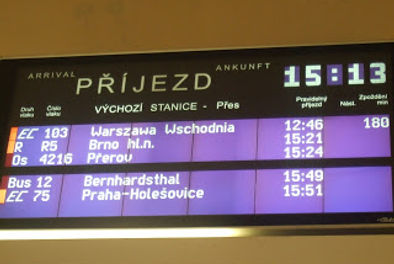 ARRIVAL PŘÍJEZD ANKUNFT 15:13
Druh vlaku Číslo vlaku VÝCHOZÍ STANICE - Přes Pravidelný příjezd Nást. Zpoždění min
EC 103 Warszawa Wschodnia 12:46 180
R R5 Brno hl.n. 15:21
Os 4216 Přerov 15:24
Bus 12 Bernhardsthal 15:49
EC 75 Praha-Holešovice 15:51